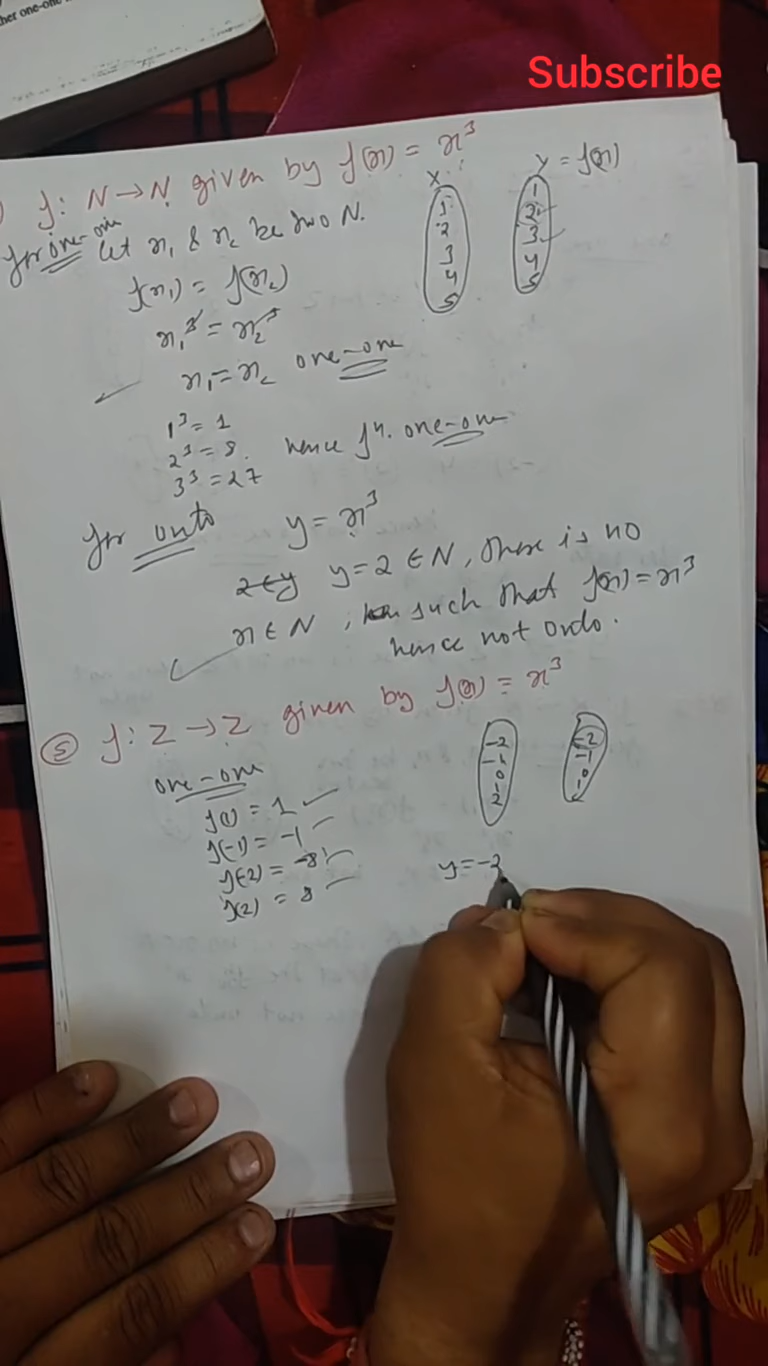 her one-one
Subscribe
) f: N → N given by f(x) = x³
for one-one let x₁ & x₂ be two N.
f(x₁) = f(x₂)
x₁³ = x₂³
x₁ = x₂ one-one
1³ = 1
2³ = 8.
3³ = 27
hence fⁿ. one-one
X
1
2
3
4
5
Y = f(x)
1
2
3
4
5
for onto y = x³
2∈y y = 2 ∈ N, there is no
x ∈ N, such that f(x) = x³
hence not onto.
⑤ f: Z → Z given by f(x) = x³
one-one
f(1) = 1
f(-1) = -1
f(-2) = -8
f(2) = 8
-2
-1
0
1
2
-2
-1
0
1
y = -2